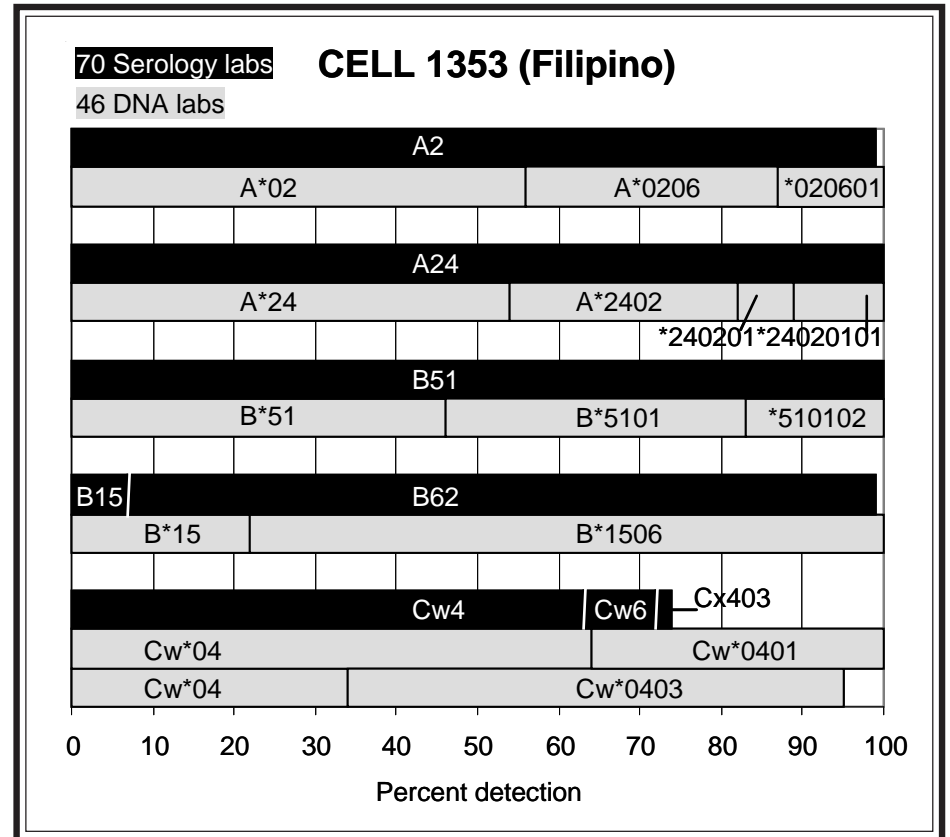 70 Serology labs CELL 1353 (Filipino)
46 DNA labs
A2
A*02 A*0206 *020601
A24
A*24 A*2402
*240201 *24020101
B51
B*51 B*5101 *510102
B15 B62
B*15 B*1506
Cw4 Cw6 Cx403
Cw*04 Cw*0401
Cw*04 Cw*0403
0 10 20 30 40 50 60 70 80 90 100
Percent detection